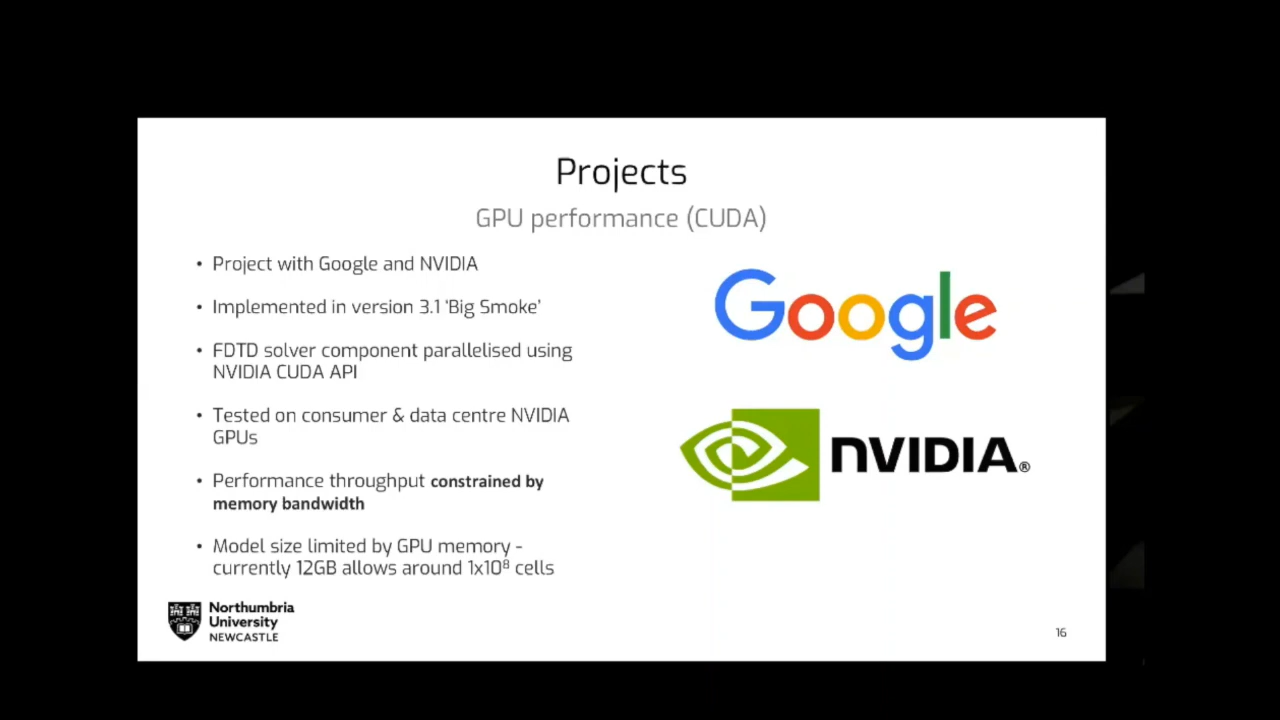 Projects
GPU performance (CUDA)
• Project with Google and NVIDIA
• Implemented in version 3.1 ‘Big Smoke’
• FDTD solver component parallelised using
NVIDIA CUDA API
• Tested on consumer & data centre NVIDIA
GPUs
• Performance throughput constrained by
memory bandwidth
• Model size limited by GPU memory -
currently 12GB allows around 1x10⁸ cells
Google
NVIDIA®
Northumbria
University
NEWCASTLE
16